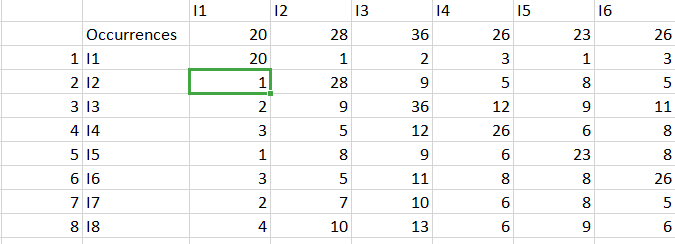 I1 I2 I3 I4 I5 I6
Occurrences 20 28 36 26 23 26
1 I1 20 1 2 3 1 3
2 I2 1 28 9 5 8 5
3 I3 2 9 36 12 9 11
4 I4 3 5 12 26 6 8
5 I5 1 8 9 6 23 8
6 I6 3 5 11 8 8 26
7 I7 2 7 10 6 8 5
8 I8 4 10 13 6 9 6